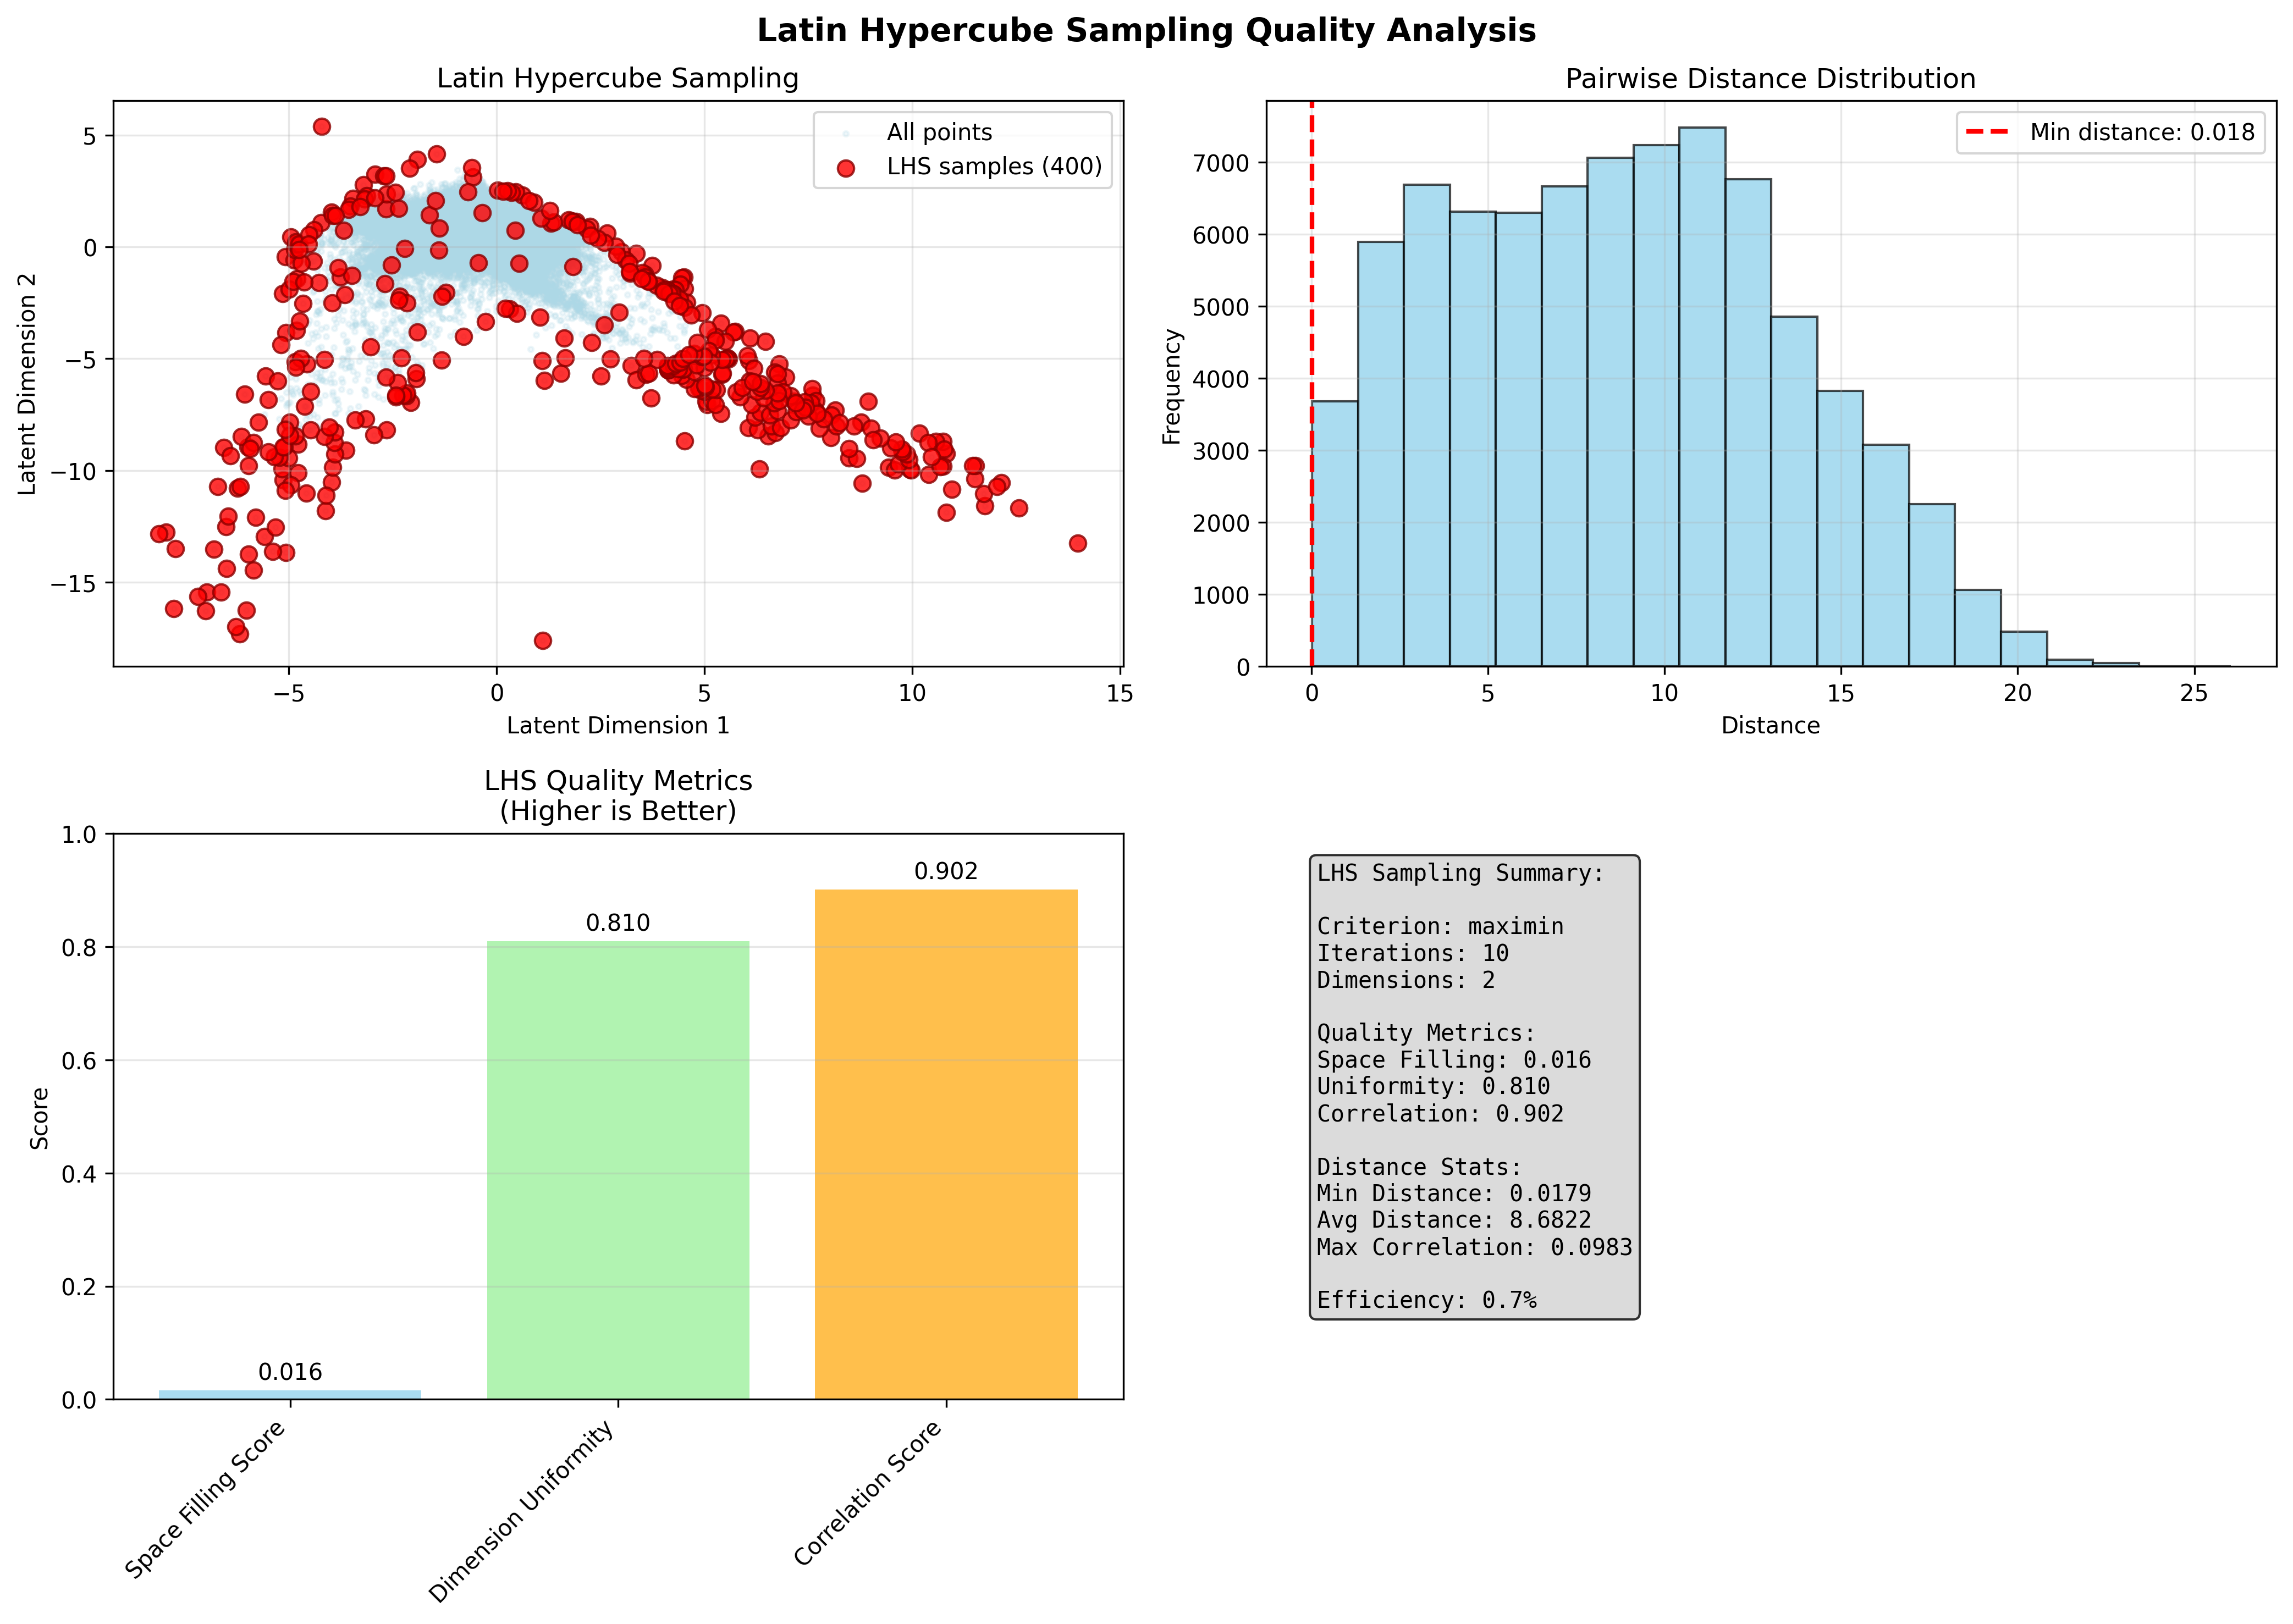 Latin Hypercube Sampling Quality Analysis
Latin Hypercube Sampling
All points
LHS samples (400)
5
0
−5
−10
−15
Latent Dimension 2
−5
0
5
10
15
Latent Dimension 1
Pairwise Distance Distribution
Min distance: 0.018
7000
6000
5000
4000
3000
2000
1000
0
Frequency
0
5
10
15
20
25
Distance
LHS Quality Metrics
(Higher is Better)
1.0
0.8
0.6
0.4
0.2
0.0
Score
0.016
0.810
0.902
Space Filling Score
Dimension Uniformity
Correlation Score
LHS Sampling Summary:
Criterion: maximin
Iterations: 10
Dimensions: 2
Quality Metrics:
Space Filling: 0.016
Uniformity: 0.810
Correlation: 0.902
Distance Stats:
Min Distance: 0.0179
Avg Distance: 8.6822
Max Correlation: 0.0983
Efficiency: 0.7%